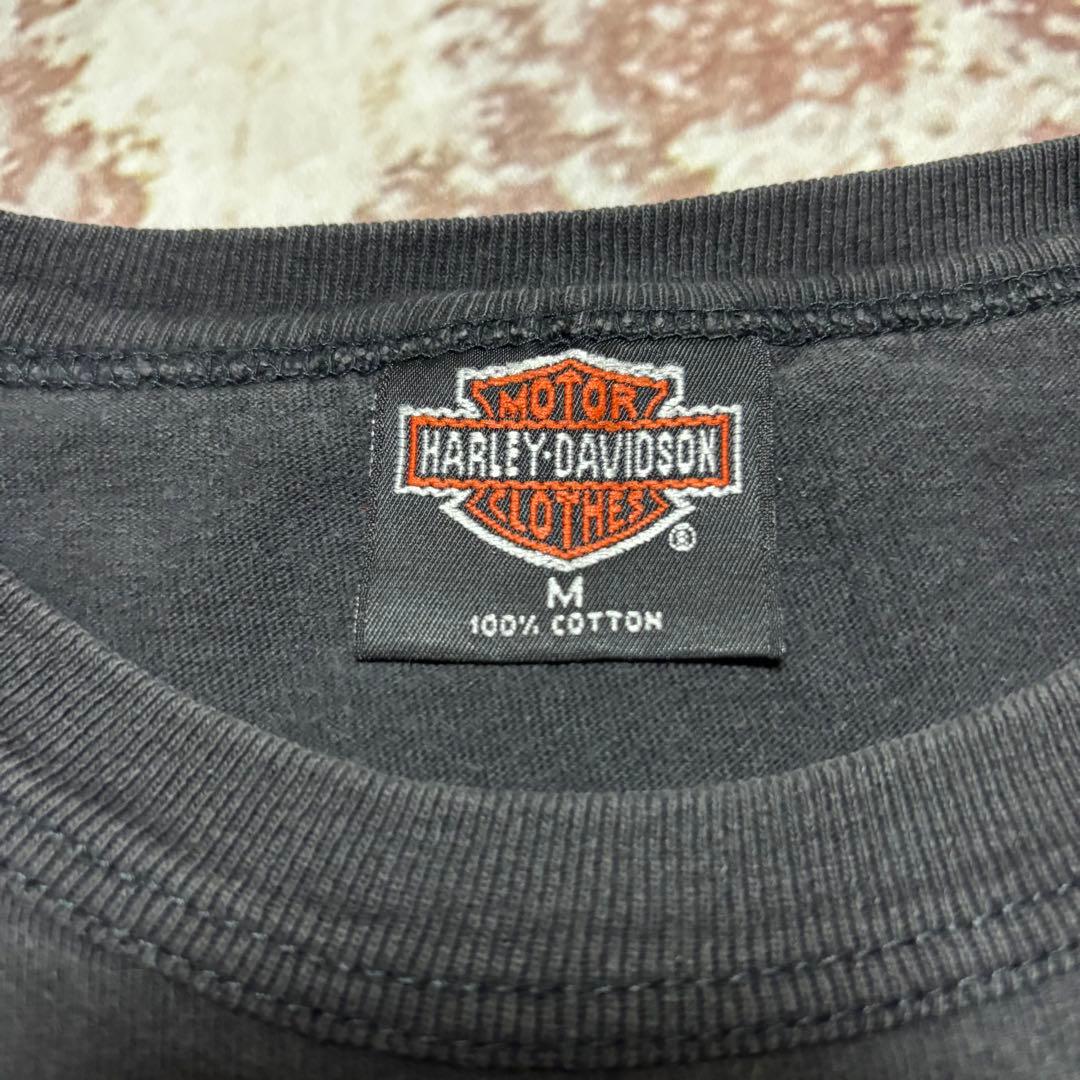 MOTOR
HARLEY-DAVIDSON
CLOTHES
®
M
100% COTTON